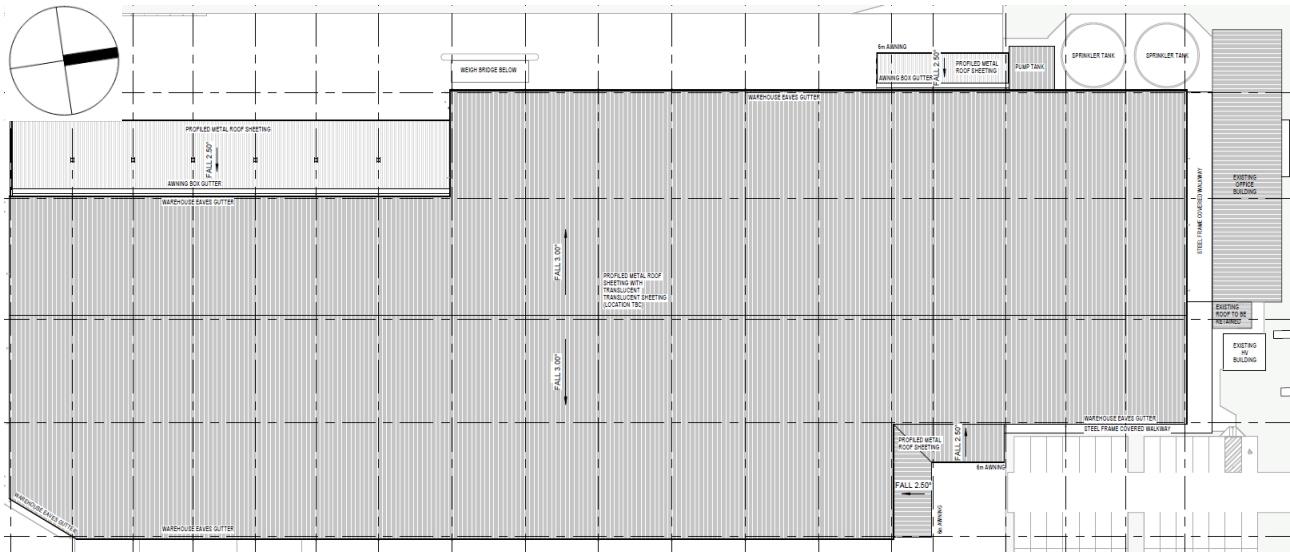 6m AWNING
FALL 2.50°
PROFILED METAL
ROOF SHEETING
AWNING BOX GUTTER
PUMP TANK
SPRINKLER TANK
SPRINKLER TANK
WEIGH BRIDGE BELOW
WAREHOUSE EAVES GUTTER
PROFILED METAL ROOF SHEETING
FALL 2.50°
AWNING BOX GUTTER
WAREHOUSE EAVES GUTTER
EXISTING
OFFICE
BUILDING
STEEL FRAME COVERED WALKWAY
FALL 3.00°
PROFILED METAL ROOF
SHEETING WITH
TRANSLUCENT
TRANSLUCENT SHEETING
(LOCATION TBC)
EXISTING
ROOF TO BE
RETAINED
EXISTING
HV
BUILDING
FALL 3.00°
WAREHOUSE EAVES GUTTER
STEEL FRAME COVERED WALKWAY
PROFILED METAL
ROOF SHEETING
FALL 2.50°
6m AWNING
FALL 2.50°
6m AWNING
WAREHOUSE EAVES GUTTER
WAREHOUSE EAVES GUTTER